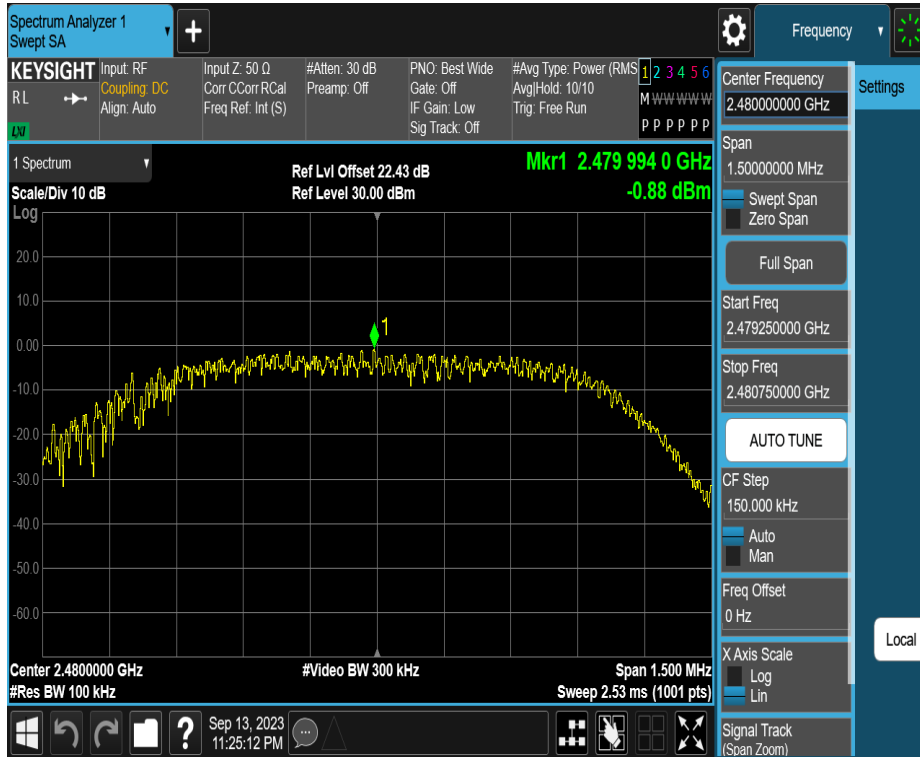 Spectrum Analyzer 1
Swept SA
+
Frequency
KEYSIGHT
R L
LXI
Input: RF
Coupling: DC
Align: Auto
Input Z: 50 Ω
Corr CCorr RCal
Freq Ref: Int (S)
#Atten: 30 dB
Preamp: Off
PNO: Best Wide
Gate: Off
IF Gain: Low
Sig Track: Off
#Avg Type: Power (RMS
Avg|Hold: 10/10
Trig: Free Run
1 2 3 4 5 6
M W W W W W
P P P P P P
1 Spectrum
Scale/Div 10 dB
Log
Ref Lvl Offset 22.43 dB
Ref Level 30.00 dBm
Mkr1 2.479 994 0 GHz
-0.88 dBm
20.0
10.0
0.00
-10.0
-20.0
-30.0
-40.0
-50.0
-60.0
1
Center 2.4800000 GHz
#Res BW 100 kHz
#Video BW 300 kHz
Span 1.500 MHz
Sweep 2.53 ms (1001 pts)
Center Frequency
2.480000000 GHz
Span
1.50000000 MHz
Swept Span
Zero Span
Full Span
Start Freq
2.479250000 GHz
Stop Freq
2.480750000 GHz
AUTO TUNE
CF Step
150.000 kHz
Auto
Man
Freq Offset
0 Hz
X Axis Scale
Log
Lin
Signal Track
(Span Zoom)
Settings
Local
?
Sep 13, 2023
11:25:12 PM